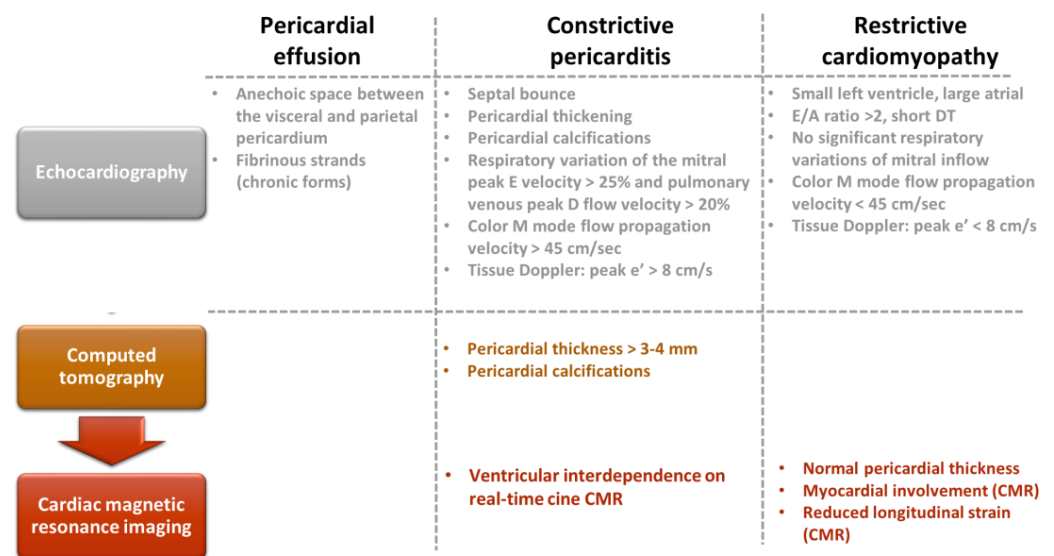 Pericardial
effusion
Constrictive
pericarditis
Restrictive
cardiomyopathy
Echocardiography
• Anechoic space between
the visceral and parietal
pericardium
• Fibrinous strands
(chronic forms)
• Septal bounce
• Pericardial thickening
• Pericardial calcifications
• Respiratory variation of the mitral
peak E velocity > 25% and pulmonary
venous peak D flow velocity > 20%
• Color M mode flow propagation
velocity > 45 cm/sec
• Tissue Doppler: peak e’ > 8 cm/s
• Small left ventricle, large atrial
• E/A ratio >2, short DT
• No significant respiratory
variations of mitral inflow
• Color M mode flow propagation
velocity < 45 cm/sec
• Tissue Doppler: peak e’ < 8 cm/s
Computed
tomography
• Pericardial thickness > 3-4 mm
• Pericardial calcifications
Cardiac magnetic
resonance imaging
• Ventricular interdependence on
real-time cine CMR
• Normal pericardial thickness
• Myocardial involvement (CMR)
• Reduced longitudinal strain
(CMR)